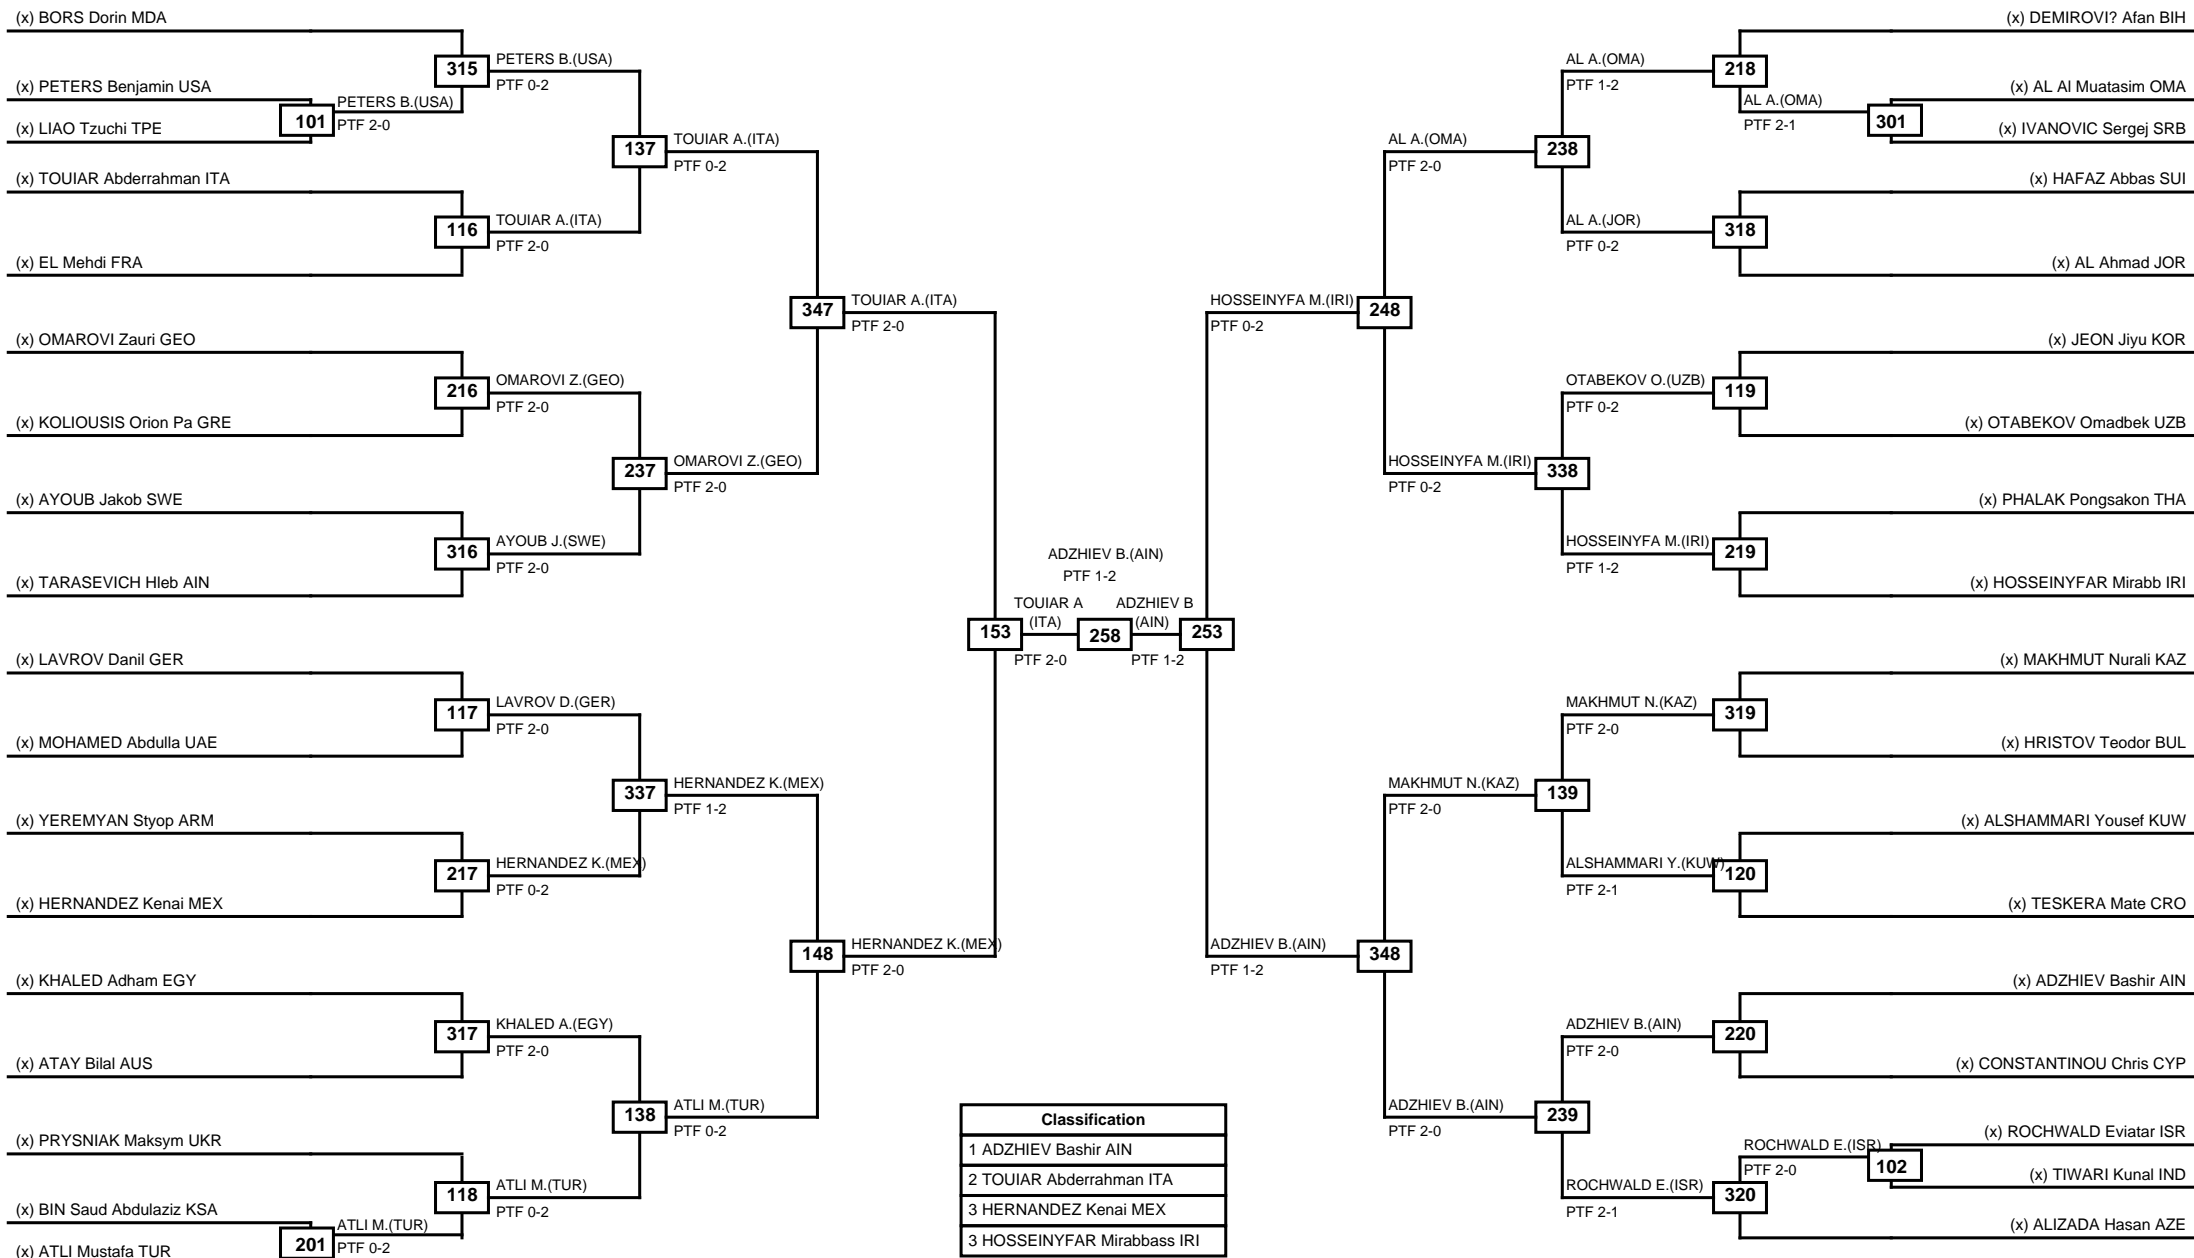 (x) BORS Dorin MDA
(x) PETERS Benjamin USA
(x) LIAO Tzuchi TPE
(x) TOUIAR Abderrahman ITA
(x) EL Mehdi FRA
(x) OMAROVI Zauri GEO
(x) KOLIOUSIS Orion Pa GRE
(x) AYOUB Jakob SWE
(x) TARASEVICH Hleb AIN
(x) LAVROV Danil GER
(x) MOHAMED Abdulla UAE
(x) YEREMYAN Styop ARM
(x) HERNANDEZ Kenai MEX
(x) KHALED Adham EGY
(x) ATAY Bilal AUS
(x) PRYSNIAK Maksym UKR
(x) BIN Saud Abdulaziz KSA
(x) ATLI Mustafa TUR
101
PETERS B.(USA)
PTF 2-0
201
ATLI M.(TUR)
PTF 0-2
315
PETERS B.(USA)
PTF 0-2
116
TOUIAR A.(ITA)
PTF 2-0
216
OMAROVI Z.(GEO)
PTF 2-0
316
AYOUB J.(SWE)
PTF 2-0
117
LAVROV D.(GER)
PTF 2-0
217
HERNANDEZ K.(MEX)
PTF 0-2
317
KHALED A.(EGY)
PTF 2-0
118
ATLI M.(TUR)
PTF 0-2
137
TOUIAR A.(ITA)
PTF 0-2
237
OMAROVI Z.(GEO)
PTF 2-0
337
HERNANDEZ K.(MEX)
PTF 1-2
138
ATLI M.(TUR)
PTF 0-2
347
TOUIAR A.(ITA)
PTF 2-0
148
HERNANDEZ K.(MEX)
PTF 2-0
153
TOUIAR A
(ITA)
PTF 2-0
ADZHIEV B.(AIN)
PTF 1-2
258
ADZHIEV B
(AIN)
PTF 1-2
253
HOSSEINYFA M.(IRI)
PTF 0-2
248
ADZHIEV B.(AIN)
PTF 1-2
348
AL A.(OMA)
PTF 2-0
238
HOSSEINYFA M.(IRI)
PTF 0-2
338
MAKHMUT N.(KAZ)
PTF 2-0
139
ADZHIEV B.(AIN)
PTF 2-0
239
AL A.(OMA)
PTF 1-2
218
AL A.(JOR)
PTF 0-2
318
OTABEKOV O.(UZB)
PTF 0-2
119
HOSSEINYFA M.(IRI)
PTF 1-2
219
MAKHMUT N.(KAZ)
PTF 2-0
319
ALSHAMMARI Y.(KUW)
PTF 2-1
120
ADZHIEV B.(AIN)
PTF 2-0
220
ROCHWALD E.(ISR)
PTF 2-1
320
AL A.(OMA)
PTF 2-1
301
ROCHWALD E.(ISR)
PTF 2-0
102
(x) DEMIROVI? Afan BIH
(x) AL Al Muatasim OMA
(x) IVANOVIC Sergej SRB
(x) HAFAZ Abbas SUI
(x) AL Ahmad JOR
(x) JEON Jiyu KOR
(x) OTABEKOV Omadbek UZB
(x) PHALAK Pongsakon THA
(x) HOSSEINYFAR Mirabb IRI
(x) MAKHMUT Nurali KAZ
(x) HRISTOV Teodor BUL
(x) ALSHAMMARI Yousef KUW
(x) TESKERA Mate CRO
(x) ADZHIEV Bashir AIN
(x) CONSTANTINOU Chris CYP
(x) ROCHWALD Eviatar ISR
(x) TIWARI Kunal IND
(x) ALIZADA Hasan AZE
Classification
1 ADZHIEV Bashir AIN
2 TOUIAR Abderrahman ITA
3 HERNANDEZ Kenai MEX
3 HOSSEINYFAR Mirabbass IRI